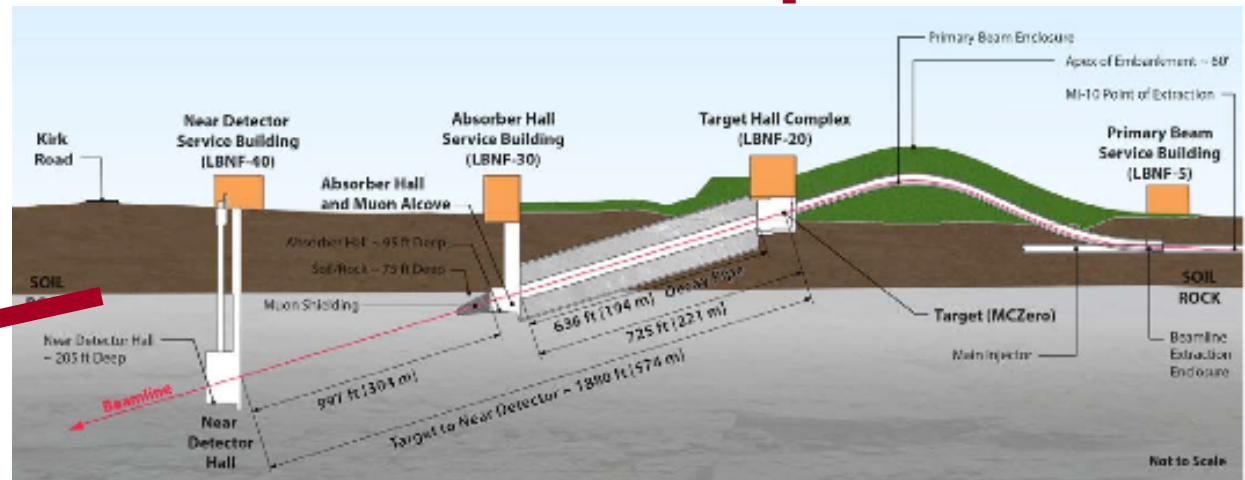 Primary Beam Enclosure
Apex of Embankment ~ 60'
MI-10 Point of Extraction
Kirk
Road
Near Detector
Service Building
(LBNF-40)
Absorber Hall
Service Building
(LBNF-30)
Target Hall Complex
(LBNF-20)
Primary Beam
Service Building
(LBNF-5)
Absorber Hall
and Muon Alcove
Absorber Hall ~ 95 ft Deep
Soil/Rock ~ 75 ft Deep
Muon Shielding
SOIL
SOIL
ROCK
Near Detector Hall
~ 205 ft Deep
Beamline
Near
Detector
Hall
636 ft (194 m) Decay Pipe
725 ft (221 m)
997 ft (304 m)
Target to Near Detector ~ 1880 ft (574 m)
Target (MCZero)
Main Injector
Beamline
Extraction
Enclosure
Not to Scale